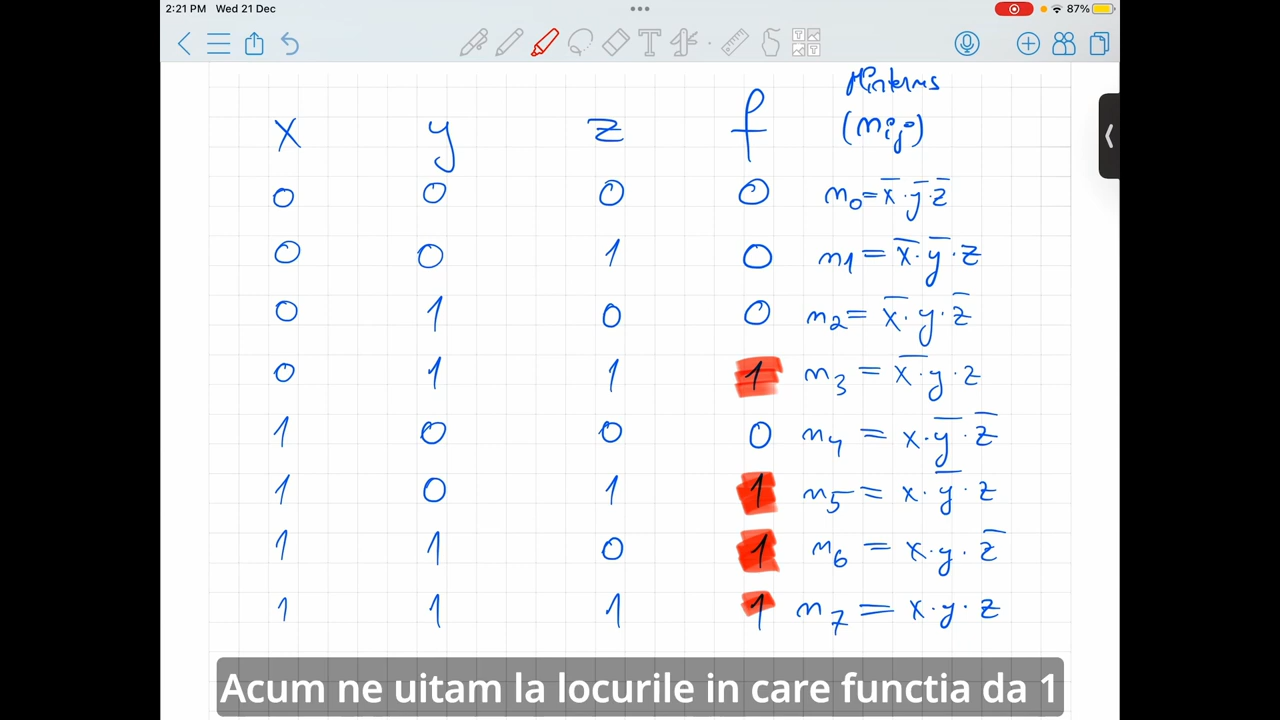 2:21 PM Wed 21 Dec 87%
Minterms
x y z f (mij)
0 0 0 0 m0 = x̅·y̅·z̅
0 0 1 0 m1 = x̅·y̅·z
0 1 0 0 m2 = x̅·y·z̅
0 1 1 1 m3 = x̅·y·z
1 0 0 0 m4 = x·y̅·z̅
1 0 1 1 m5 = x·y̅·z
1 1 0 1 m6 = x·y·z̅
1 1 1 1 m7 = x·y·z
Acum ne uitam la locurile in care functia da 1